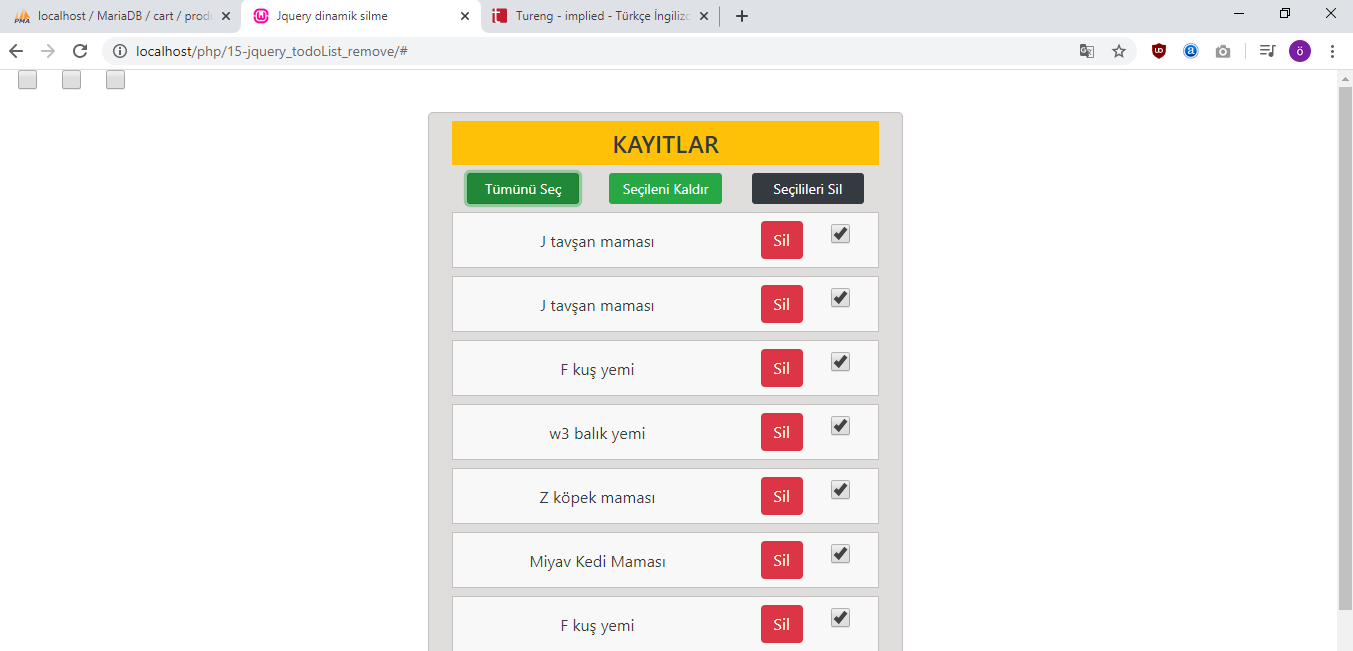 localhost / MariaDB / cart / produ
Jquery dinamik silme
Tureng - implied - Türkçe İngilizc
localhost/php/15-jquery_todoList_remove/#
ö
KAYITLAR
Tümünü Seç
Seçileni Kaldır
Seçilileri Sil
J tavşan maması
Sil
J tavşan maması
Sil
F kuş yemi
Sil
w3 balık yemi
Sil
Z köpek maması
Sil
Miyav Kedi Maması
Sil
F kuş yemi
Sil